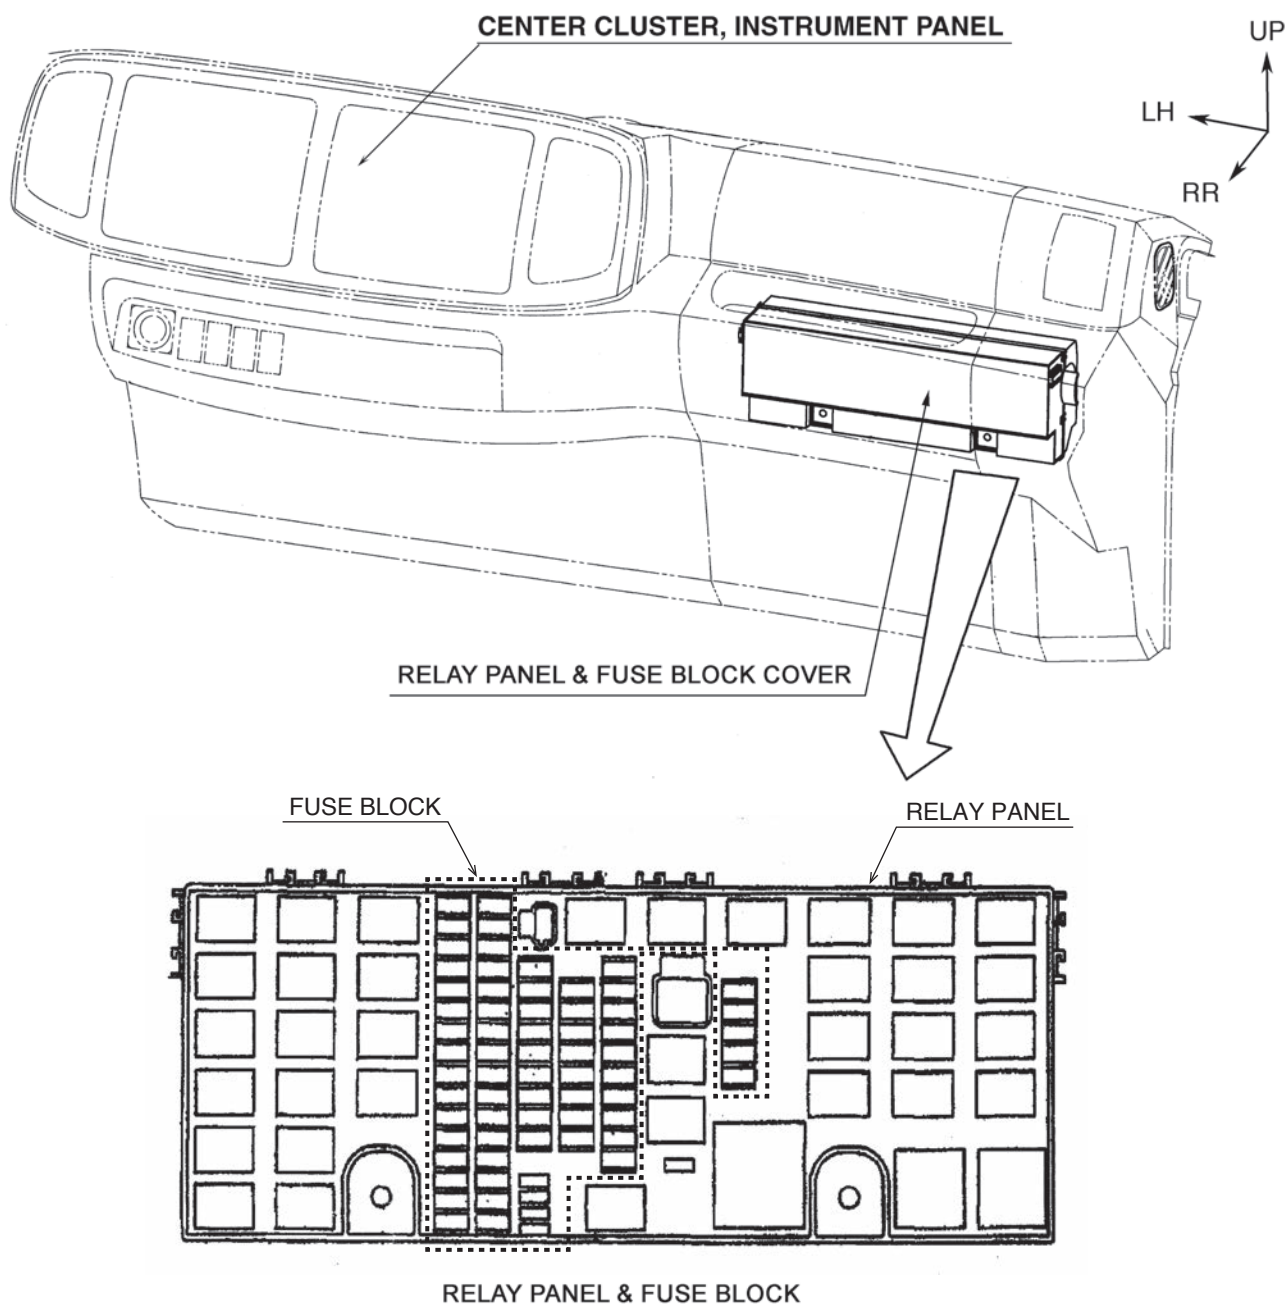 CENTER CLUSTER, INSTRUMENT PANEL
UP
LH
RR
RELAY PANEL & FUSE BLOCK COVER
FUSE BLOCK
RELAY PANEL
RELAY PANEL & FUSE BLOCK